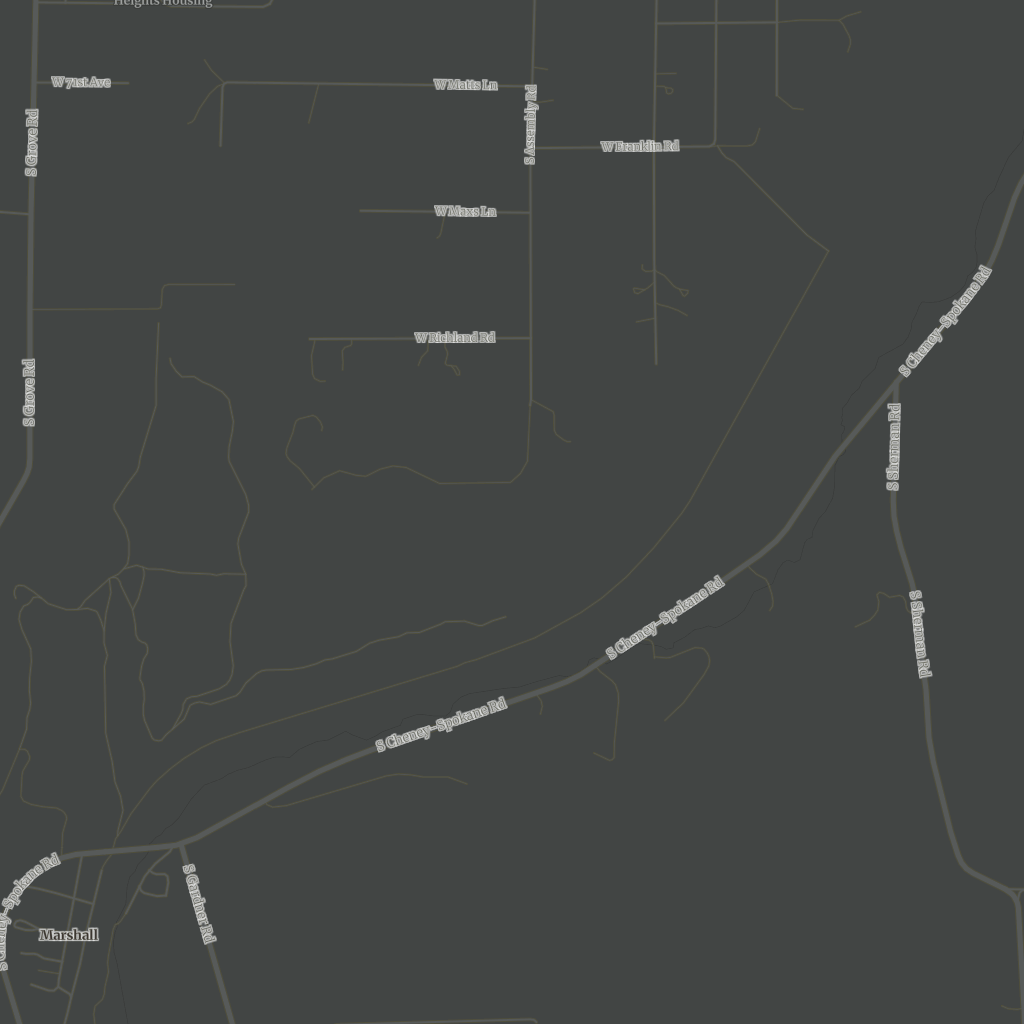 Heights Housing
W 71st Ave
W Matts Ln
S Grove Rd
S Assembly Rd
W Franklin Rd
W Maxs Ln
S Cheney-Spokane Rd
W Richland Rd
S Grove Rd
S Sherman Rd
S Cheney-Spokane Rd
S Sherman Rd
S Cheney-Spokane Rd
S Cheney-Spokane Rd
S Gardner Rd
Marshall